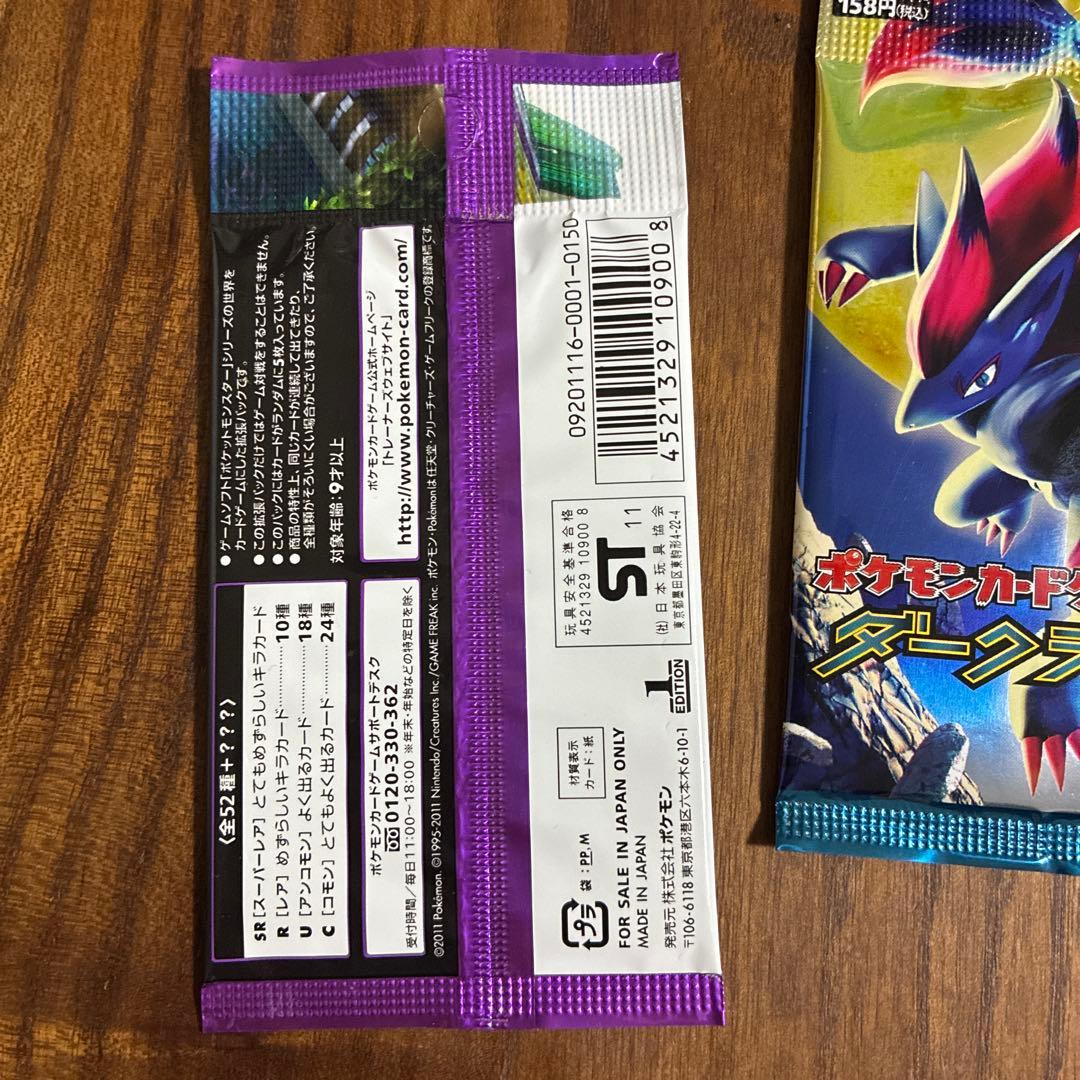 ●ゲームソフト「ポケットモンスター」シリーズの世界を
カードゲームにした拡張パックです。
●この拡張パックだけではゲーム対戦をすることはできません。
●このパックにはカードがランダムに5枚入っています。
●商品の特性上、同じカードが連続して出てきたり、
全種類がそろいにくい場合がございますので、ご了承ください。
対象年齢:9才以上
ポケモンカードゲーム公式ホームページ
「トレーナーズウェブサイト」
http://www.pokemon-card.com/
〈全52種+????〉
SR[スーパーレア]とてもめずらしいキラカード
R[レア]めずらしいキラカード………10種
U[アンコモン]よく出るカード………18種
C[コモン]とてもよく出るカード………24種
ポケモンカードゲームサポートデスク
0120-330-362
受付時間/毎日11:00~18:00 ※年末・年始などの特定日を除く
©2011 Pokémon. ©1995-2011 Nintendo/Creatures Inc./GAME FREAK inc. ポケモン・Pokémonは任天堂・クリーチャーズ・ゲームフリークの登録商標です。
09201116-0001-0150
4521329109008
玩具安全基準合格
4521329 10900 8
ST 11
(社)日本玩具協会
東京都墨田区東駒形4-22-4
1
EDITION
材質表示
カード:紙
プラ
袋:PP,M
FOR SALE IN JAPAN ONLY
MADE IN JAPAN
発売元 株式会社ポケモン
〒106-6118 東京都港区六本木6-10-1
158円(税込)
ポケモンカードゲ
ダークラ